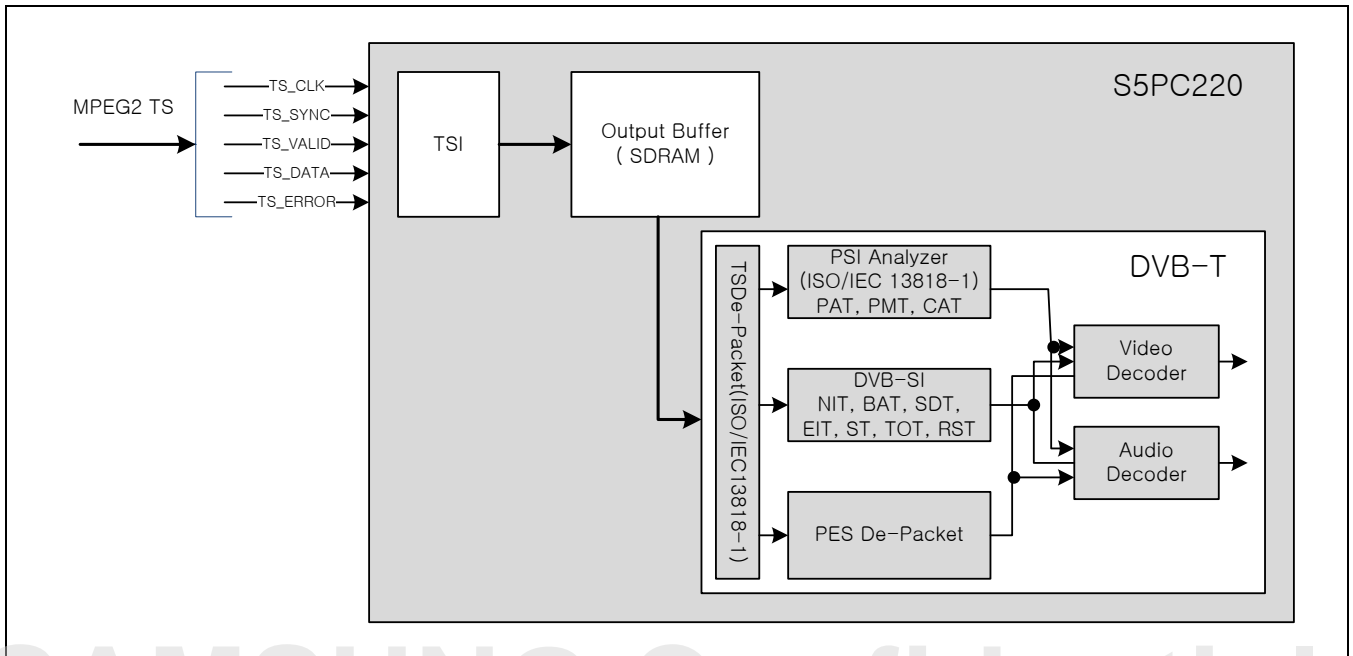 S5PC220
MPEG2 TS
TS_CLK
TS_SYNC
TS_VALID
TS_DATA
TS_ERROR
TSI
Output Buffer
( SDRAM )
DVB-T
TSDe-Packet(ISO/IEC13818-1)
PSI Analyzer
(ISO/IEC 13818-1)
PAT, PMT, CAT
DVB-SI
NIT, BAT, SDT,
EIT, ST, TOT, RST
PES De-Packet
Video
Decoder
Audio
Decoder
SAMSUNG Confidential